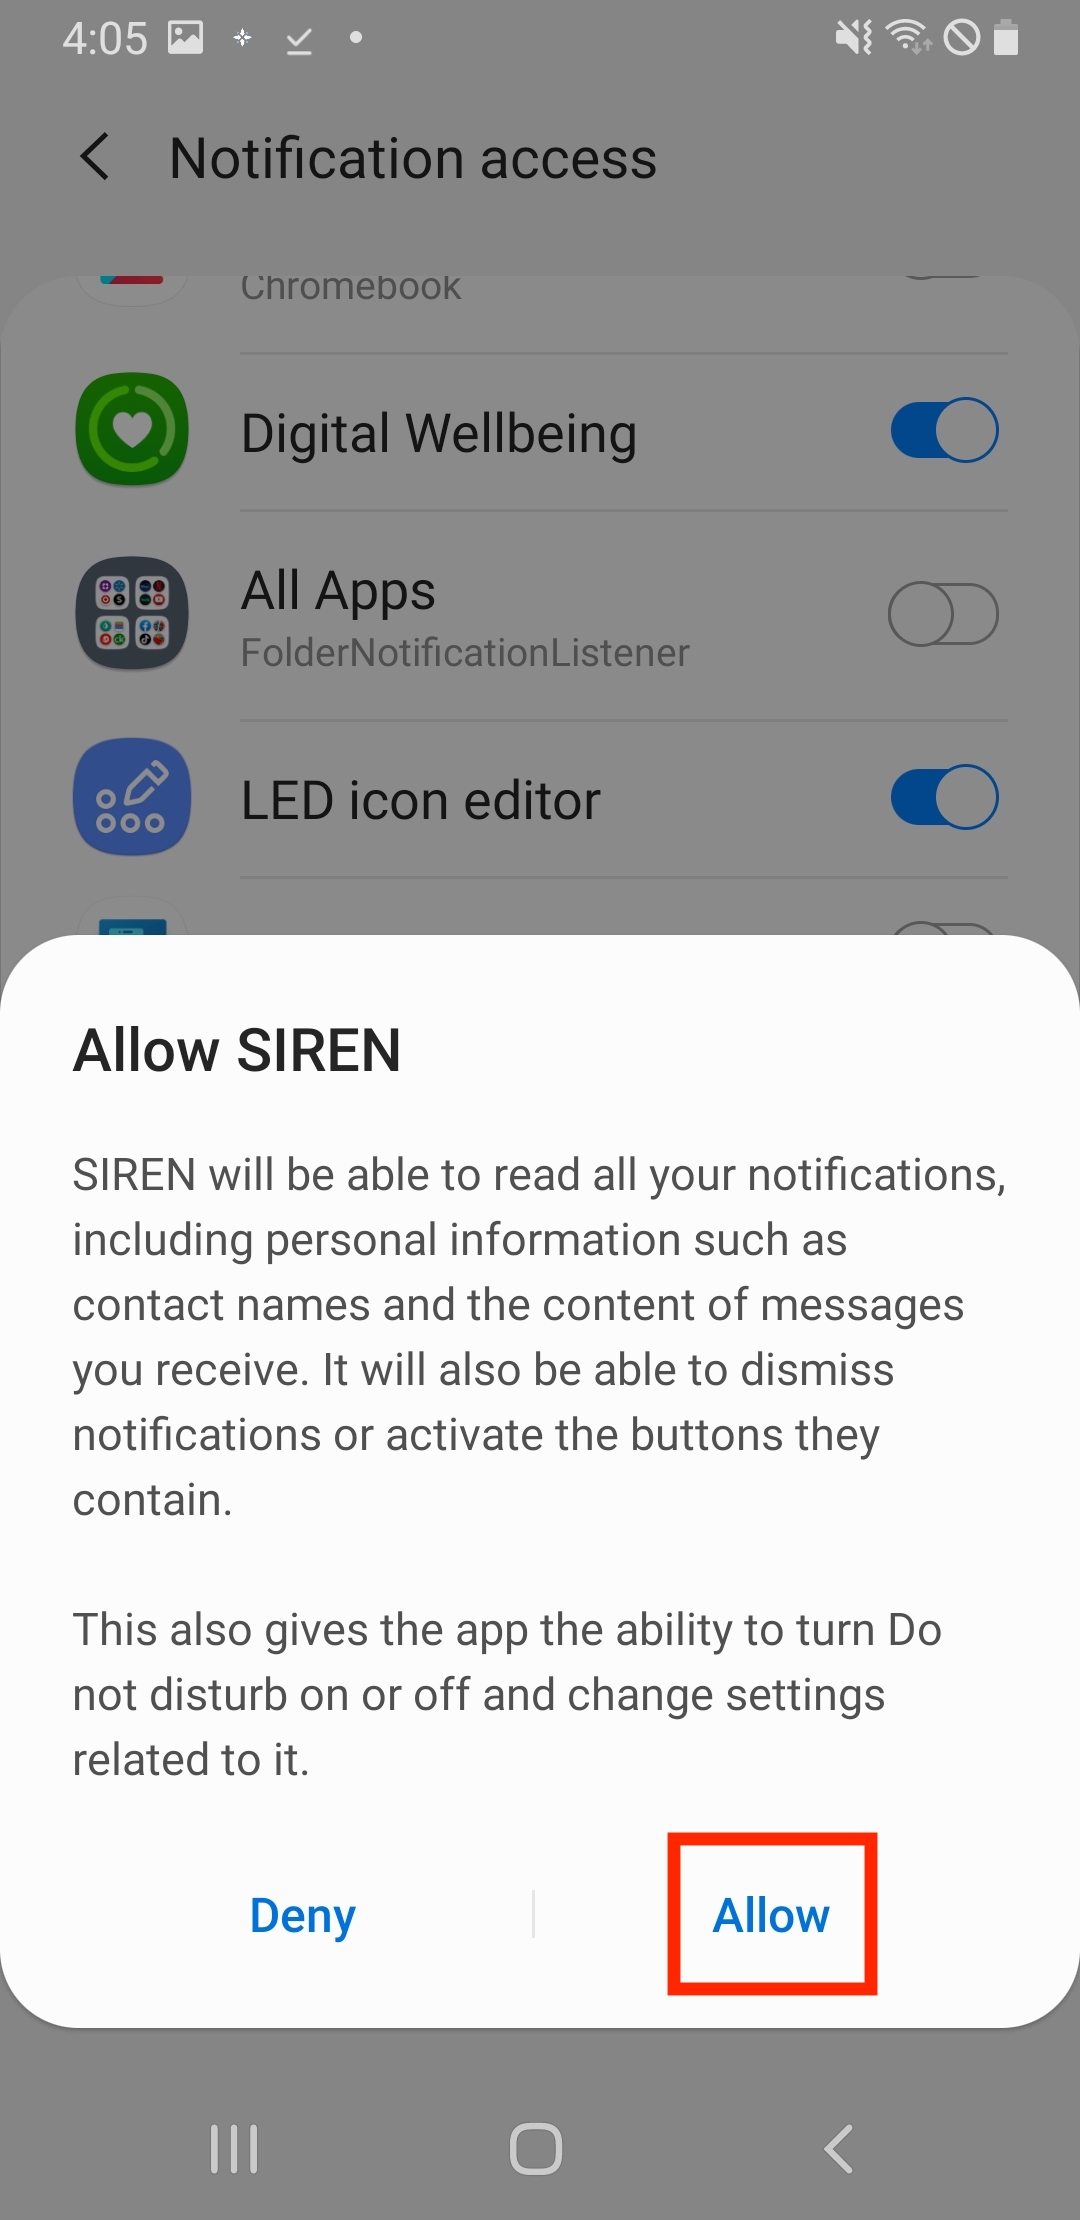 4:05
Notification access
Chromebook
Digital Wellbeing
All Apps
FolderNotificationListener
LED icon editor
Allow SIREN
SIREN will be able to read all your notifications,
including personal information such as
contact names and the content of messages
you receive. It will also be able to dismiss
notifications or activate the buttons they
contain.
This also gives the app the ability to turn Do
not disturb on or off and change settings
related to it.
Deny
Allow